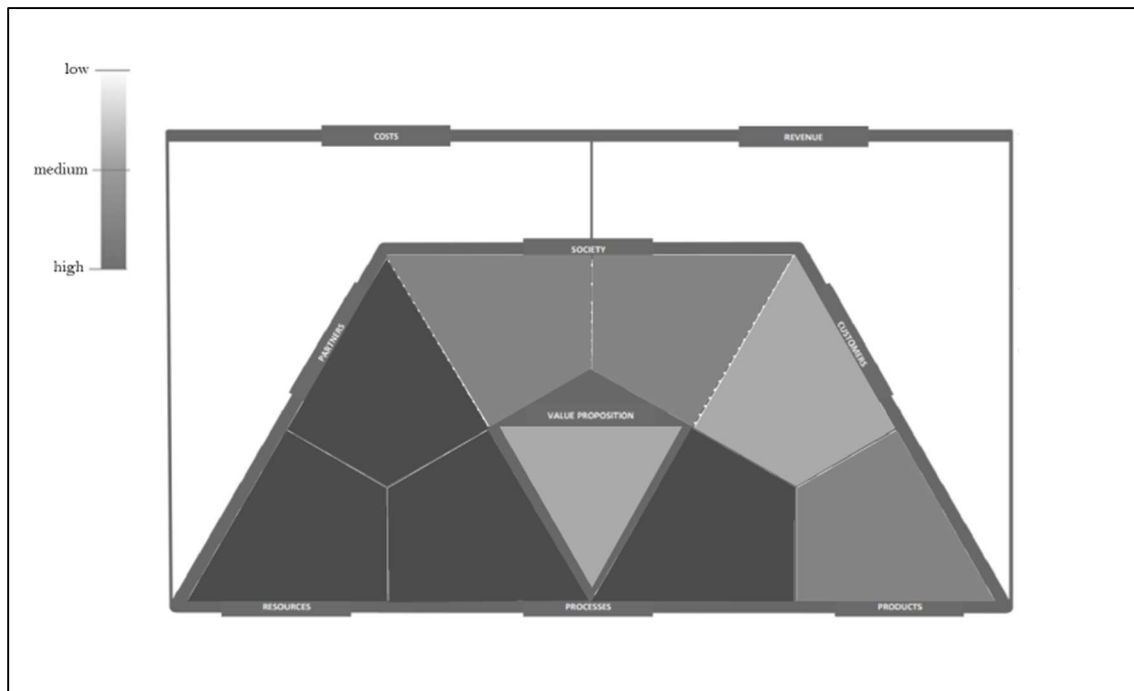 low
COSTS
REVENUE
medium
SOCIETY
high
PARTNERS
CUSTOMERS
VALUE PROPOSITION
RESOURCES
PROCESSES
PRODUCTS